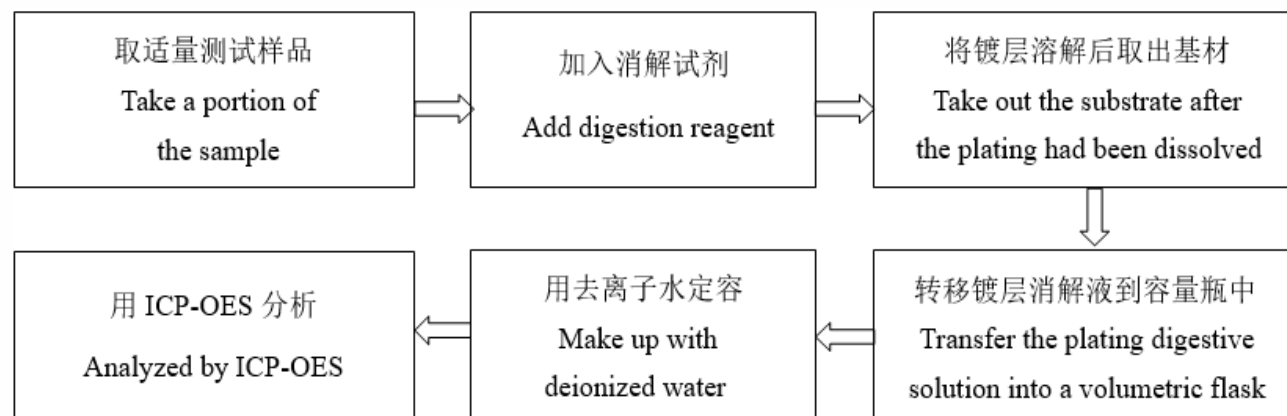 取适量测试样品
Take a portion of
the sample
加入消解试剂
Add digestion reagent
将镀层溶解后取出基材
Take out the substrate after
the plating had been dissolved
转移镀层消解液到容量瓶中
Transfer the plating digestive
solution into a volumetric flask
用去离子水定容
Make up with
deionized water
用 ICP-OES 分析
Analyzed by ICP-OES